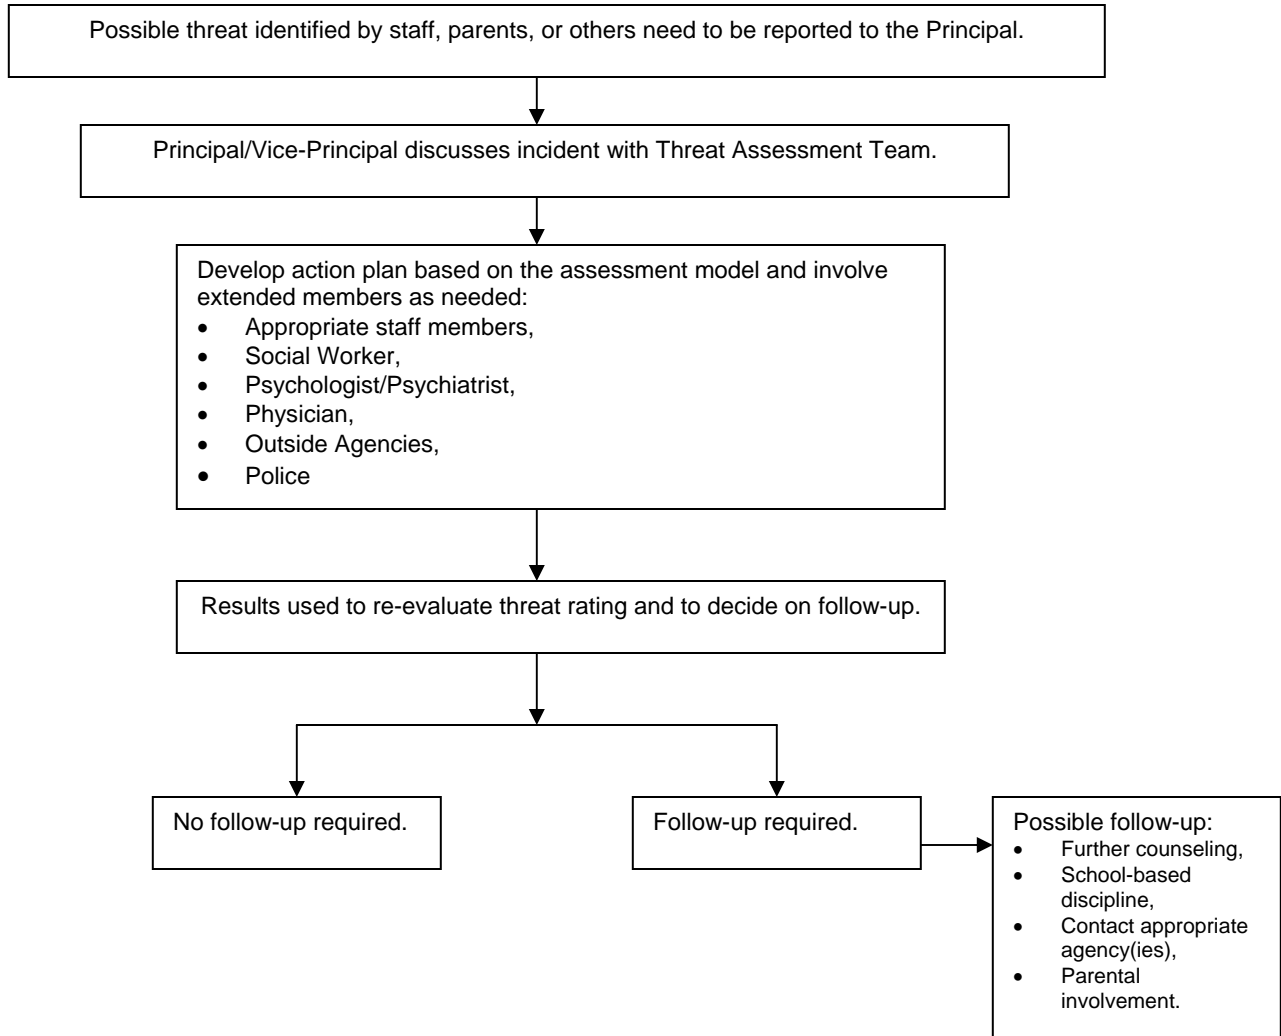 Possible threat identified by staff, parents, or others need to be reported to the Principal.
Principal/Vice-Principal discusses incident with Threat Assessment Team.
Develop action plan based on the assessment model and involve
extended members as needed:
• Appropriate staff members,
• Social Worker,
• Psychologist/Psychiatrist,
• Physician,
• Outside Agencies,
• Police
Results used to re-evaluate threat rating and to decide on follow-up.
No follow-up required.
Follow-up required.
Possible follow-up:
• Further counseling,
• School-based
discipline,
• Contact appropriate
agency(ies),
• Parental
involvement.